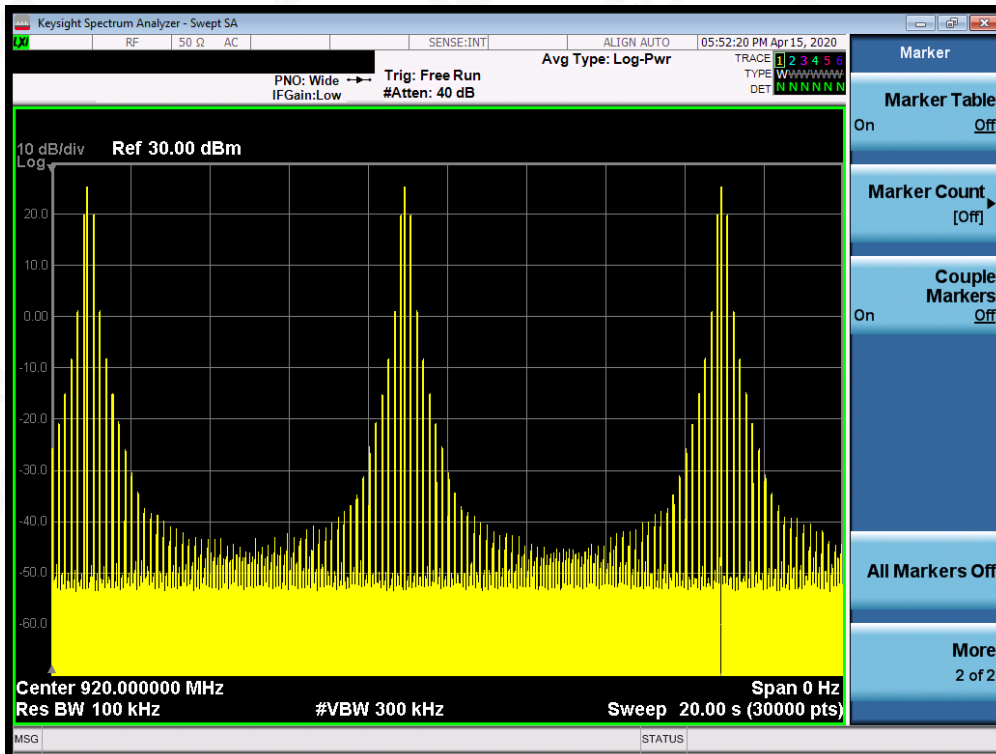 Keysight Spectrum Analyzer - Swept SA
LXI RF 50 Ω AC SENSE:INT ALIGN AUTO 05:52:20 PM Apr 15, 2020
Avg Type: Log-Pwr
TRACE 1 2 3 4 5 6
PNO: Wide
Trig: Free Run
TYPE W W W W W W
IFGain:Low
#Atten: 40 dB
DET N N N N N N
10 dB/div Ref 30.00 dBm
Log
20.0
10.0
0.00
-10.0
-20.0
-30.0
-40.0
-50.0
-60.0
Center 920.000000 MHz Span 0 Hz
Res BW 100 kHz #VBW 300 kHz Sweep 20.00 s (30000 pts)
MSG STATUS
Marker
Marker Table
On Off
Marker Count
[Off]
Couple
Markers
On Off
All Markers Off
More
2 of 2